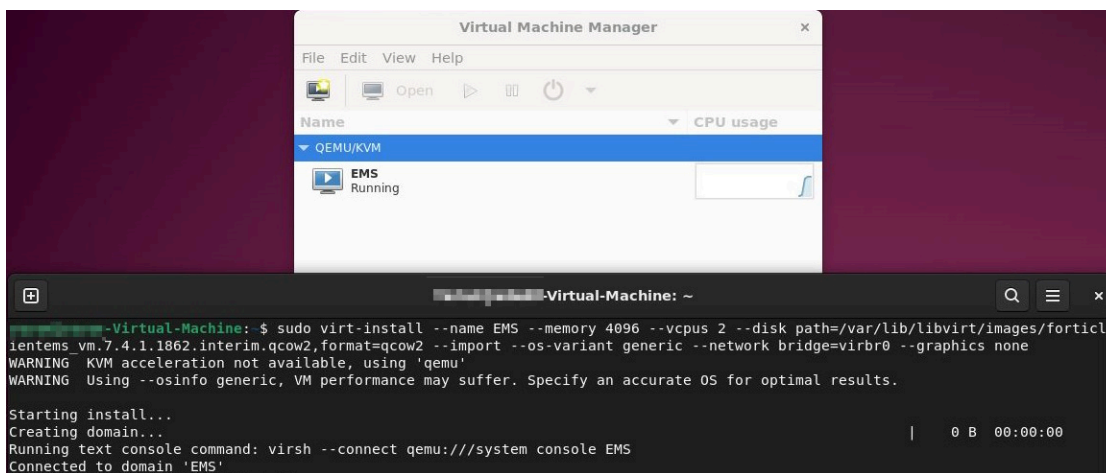 Virtual Machine Manager
File Edit View Help
Open
Name CPU usage
QEMU/KVM
EMS
Running
-Virtual-Machine: ~
-Virtual-Machine: $ sudo virt-install --name EMS --memory 4096 --vcpus 2 --disk path=/var/lib/libvirt/images/forticl
ientems_vm.7.4.1.1862.interim.qcow2,format=qcow2 --import --os-variant generic --network bridge=virbr0 --graphics none
WARNING KVM acceleration not available, using 'qemu'
WARNING Using --osinfo generic, VM performance may suffer. Specify an accurate OS for optimal results.
Starting install...
Creating domain... | 0 B 00:00:00
Running text console command: virsh --connect qemu:///system console EMS
Connected to domain 'EMS'